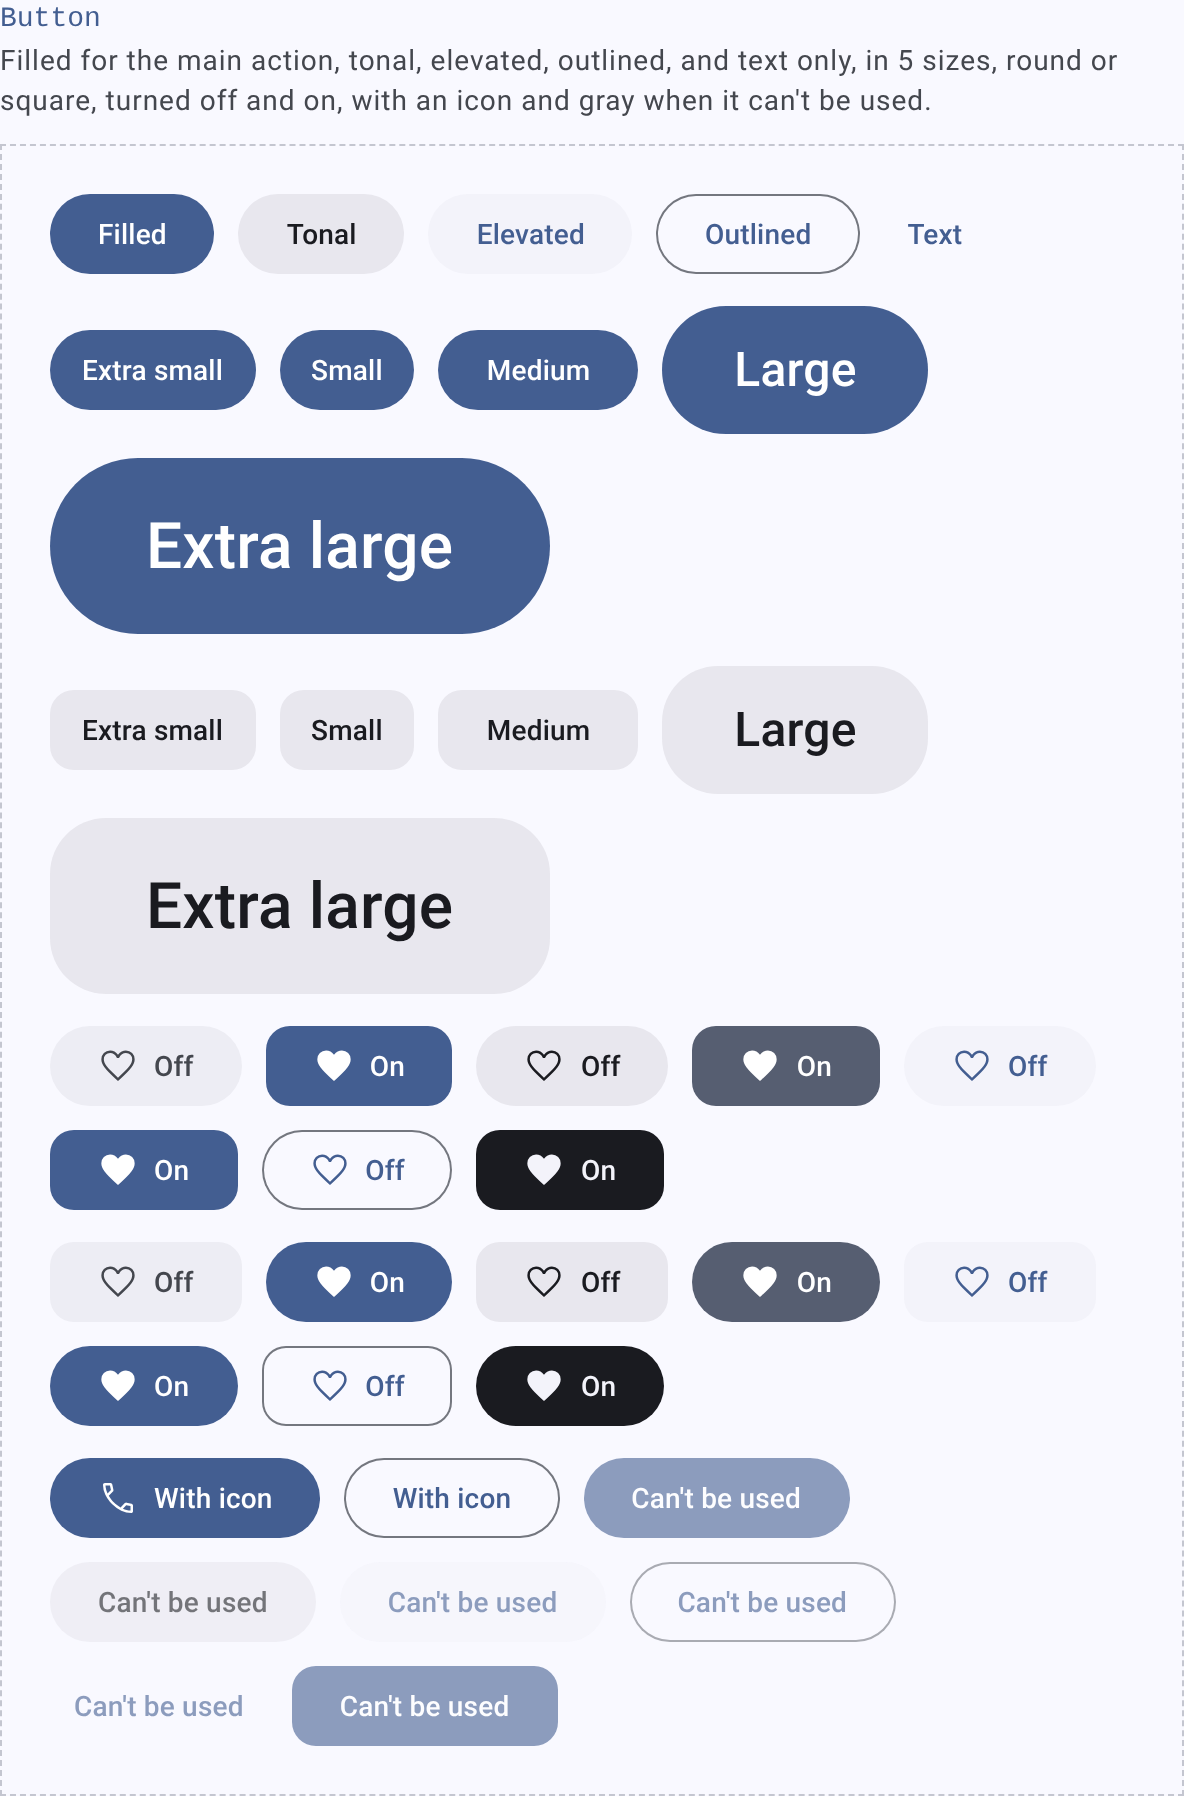 Button
Filled for the main action, tonal, elevated, outlined, and text only, in 5 sizes, round or
square, turned off and on, with an icon and gray when it can't be used.
Filled Tonal Elevated Outlined Text
Extra small Small Medium Large
Extra large
Extra small Small Medium Large
Extra large
Off On Off On Off
On Off On
Off On Off On Off
On Off On
With icon With icon Can't be used
Can't be used Can't be used Can't be used
Can't be used Can't be used